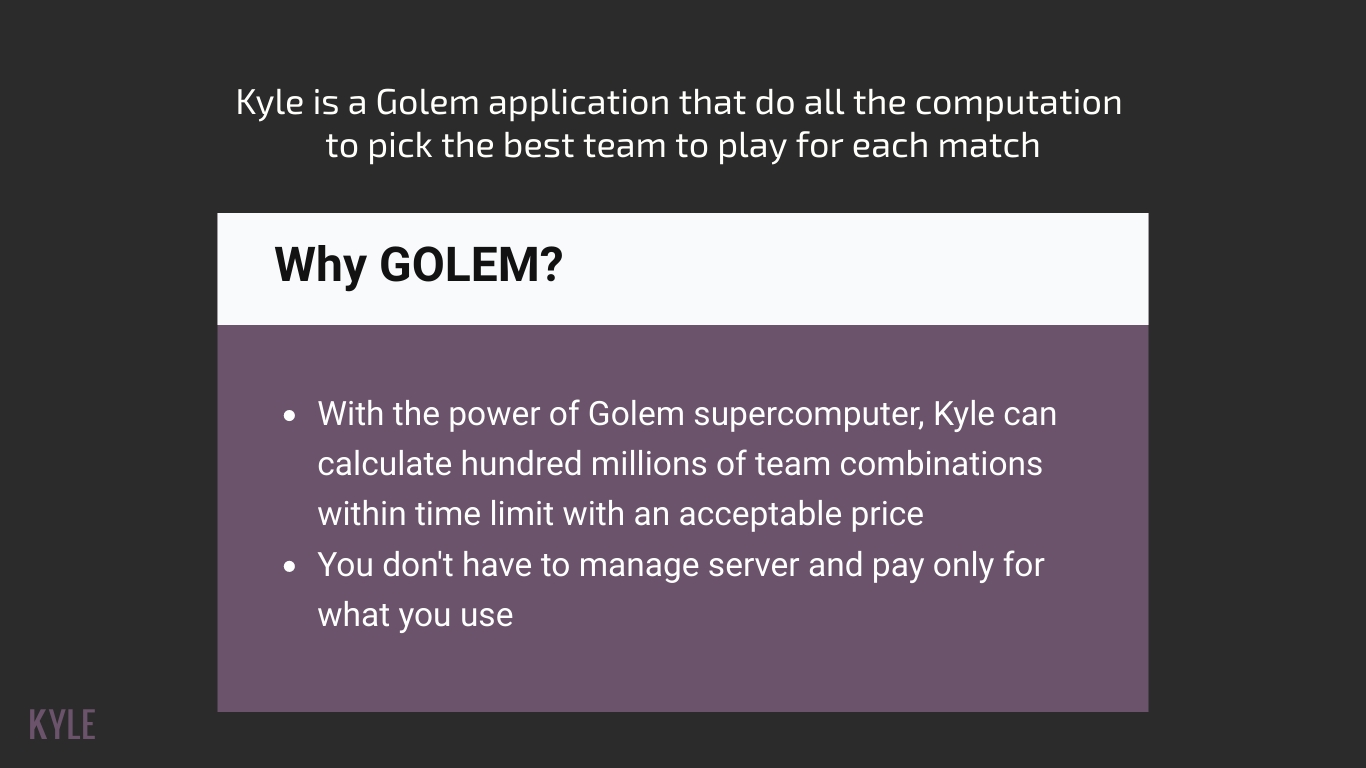 Kyle is a Golem application that do all the computation
to pick the best team to play for each match
Why GOLEM?
• With the power of Golem supercomputer, Kyle can
calculate hundred millions of team combinations
within time limit with an acceptable price
• You don't have to manage server and pay only for
what you use
KYLE